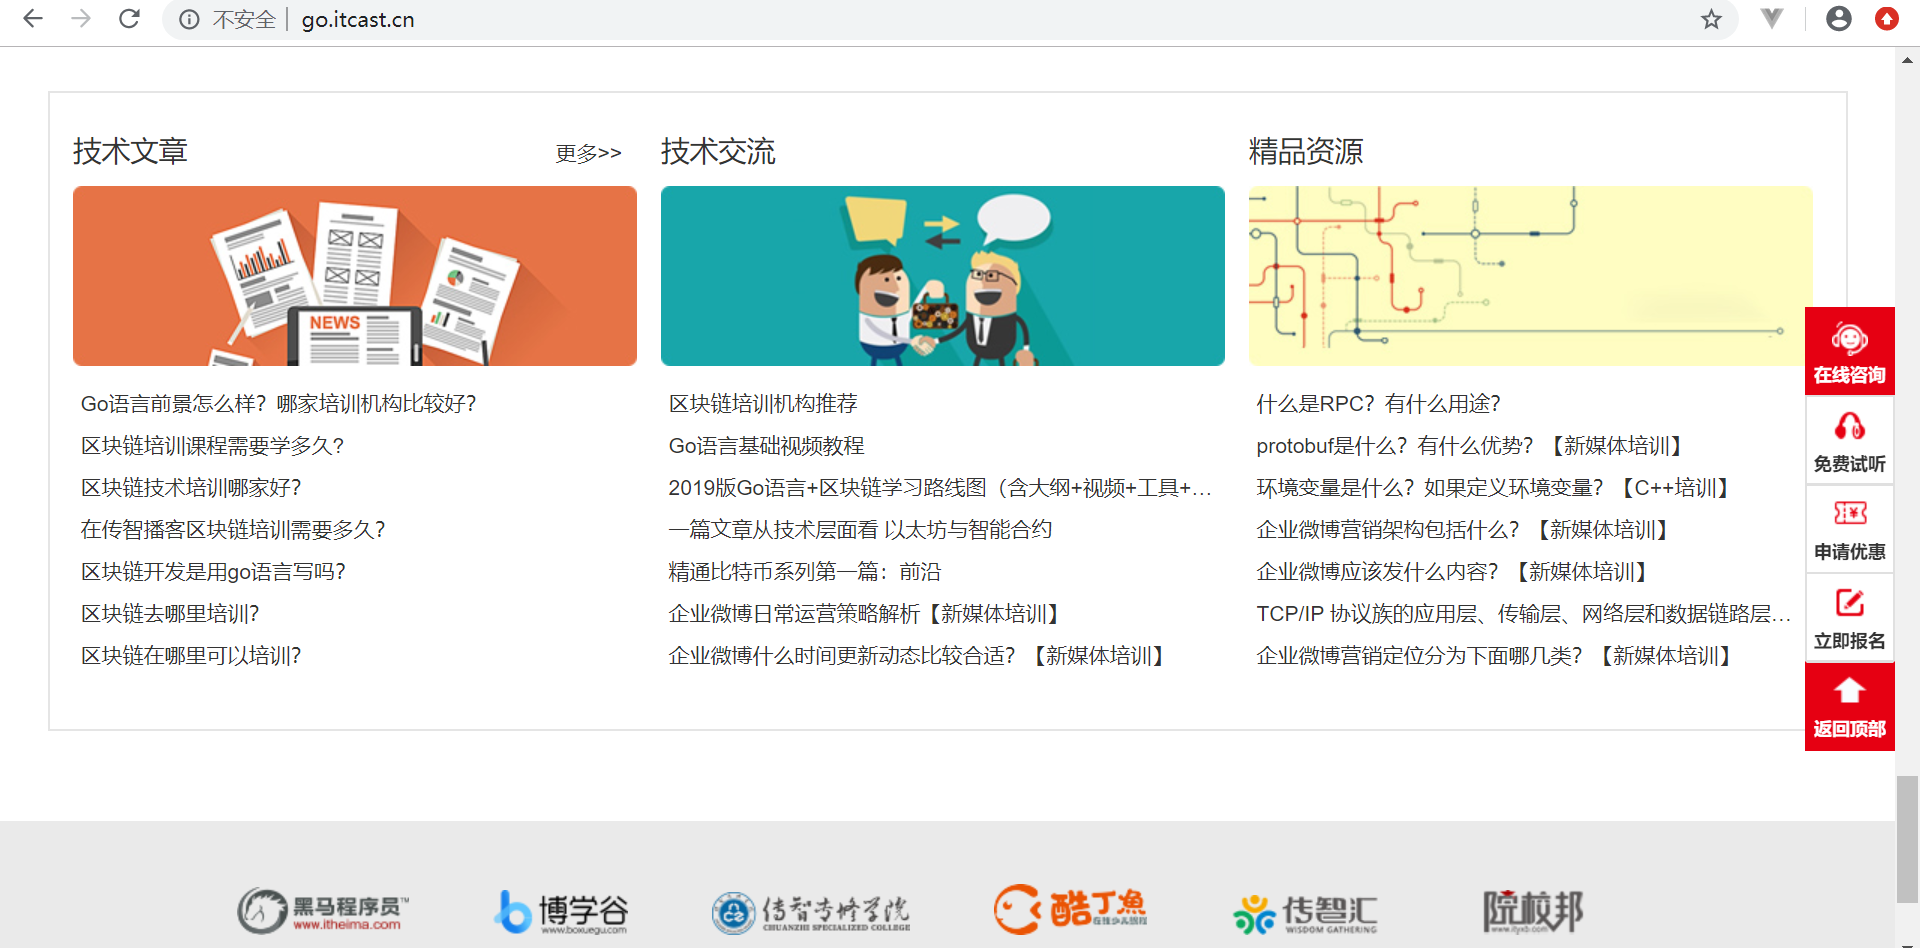 不安全 | go.itcast.cn
技术文章
更多>>
NEWS
Go语言前景怎么样？哪家培训机构比较好？
区块链培训课程需要学多久？
区块链技术培训哪家好？
在传智播客区块链培训需要多久？
区块链开发是用go语言写吗？
区块链去哪里培训？
区块链在哪里可以培训？
技术交流
区块链培训机构推荐
Go语言基础视频教程
2019版Go语言+区块链学习路线图（含大纲+视频+工具+...
一篇文章从技术层面看 以太坊与智能合约
精通比特币系列第一篇：前沿
企业微博日常运营策略解析【新媒体培训】
企业微博什么时间更新动态比较合适？【新媒体培训】
精品资源
什么是RPC？有什么用途？
protobuf是什么？有什么优势？【新媒体培训】
环境变量是什么？如果定义环境变量？【C++培训】
企业微博营销架构包括什么？【新媒体培训】
企业微博应该发什么内容？【新媒体培训】
TCP/IP 协议族的应用层、传输层、网络层和数据链路层...
企业微博营销定位分为下面哪几类？【新媒体培训】
在线咨询
免费试听
申请优惠
立即报名
返回顶部
黑马程序员™
www.itheima.com
博学谷
www.boxuegu.com
传智专修学院
CHUANZHI SPECIALIZED COLLEGE
酷丁鱼
在线少儿编程
传智汇
WISDOM GATHERING
院校邦
www.ityxb.com